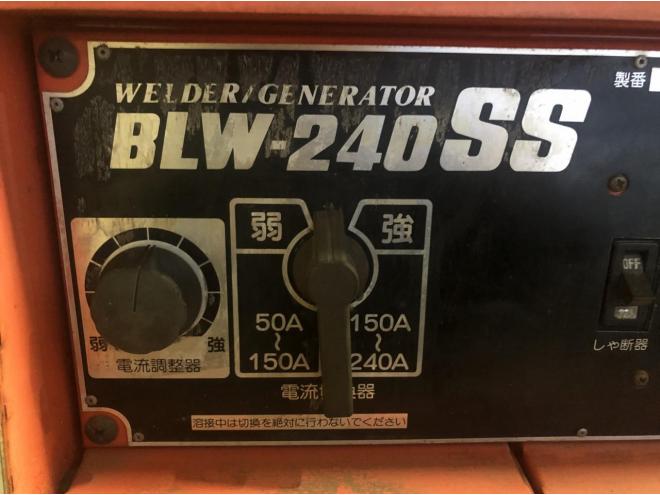 製番
WELDER/GENERATOR
BLW-240SS
弱 強
50A 150A
~ ~
150A 240A
弱 強
電流調整器
OFF
しゃ断器
溶接中は切換を絶対に行わないでください